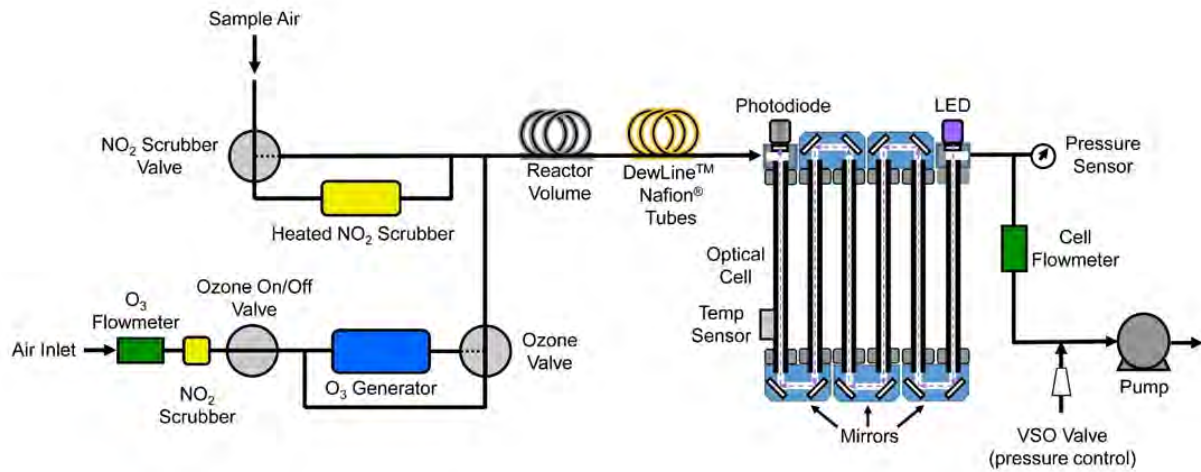 Sample Air
NO₂ Scrubber
Valve
Heated NO₂ Scrubber
Reactor
Volume
DewLine™
Nafion®
Tubes
Photodiode
LED
Pressure
Sensor
Cell
Flowmeter
Optical
Cell
Temp
Sensor
Ozone On/Off
Valve
O₃
Flowmeter
Air Inlet
NO₂
Scrubber
O₃ Generator
Ozone
Valve
Mirrors
Pump
VSO Valve
(pressure control)